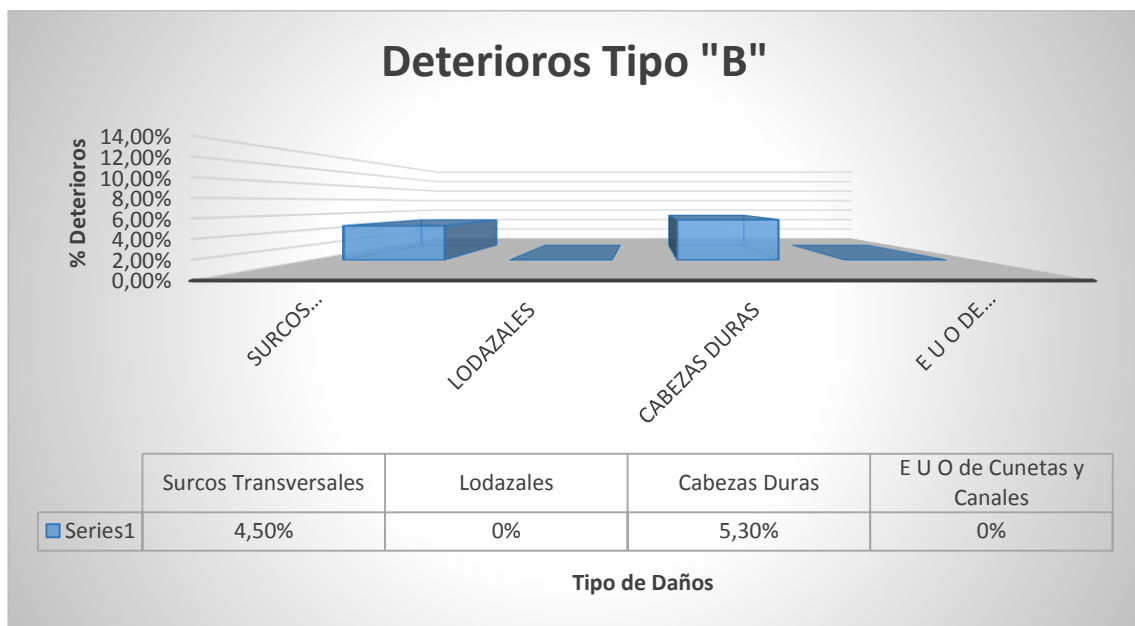 Deterioros Tipo "B"
% Deterioros
14,00%
12,00%
10,00%
8,00%
6,00%
4,00%
2,00%
0,00%
SURCOS...
LODAZALES
CABEZAS DURAS
E U O DE...
Surcos Transversales
Lodazales
Cabezas Duras
E U O de Cunetas y
Canales
Series1
4,50%
0%
5,30%
0%
Tipo de Daños